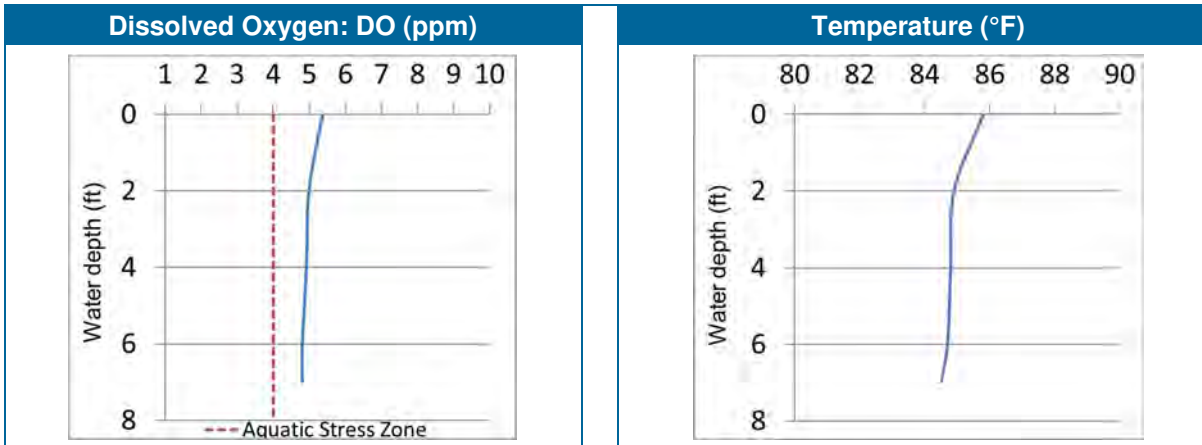 Dissolved Oxygen: DO (ppm)
1 2 3 4 5 6 7 8 9 10
0
2
4
6
8
Water depth (ft)
Aquatic Stress Zone
Temperature (°F)
80 82 84 86 88 90
0
2
4
6
8
Water depth (ft)